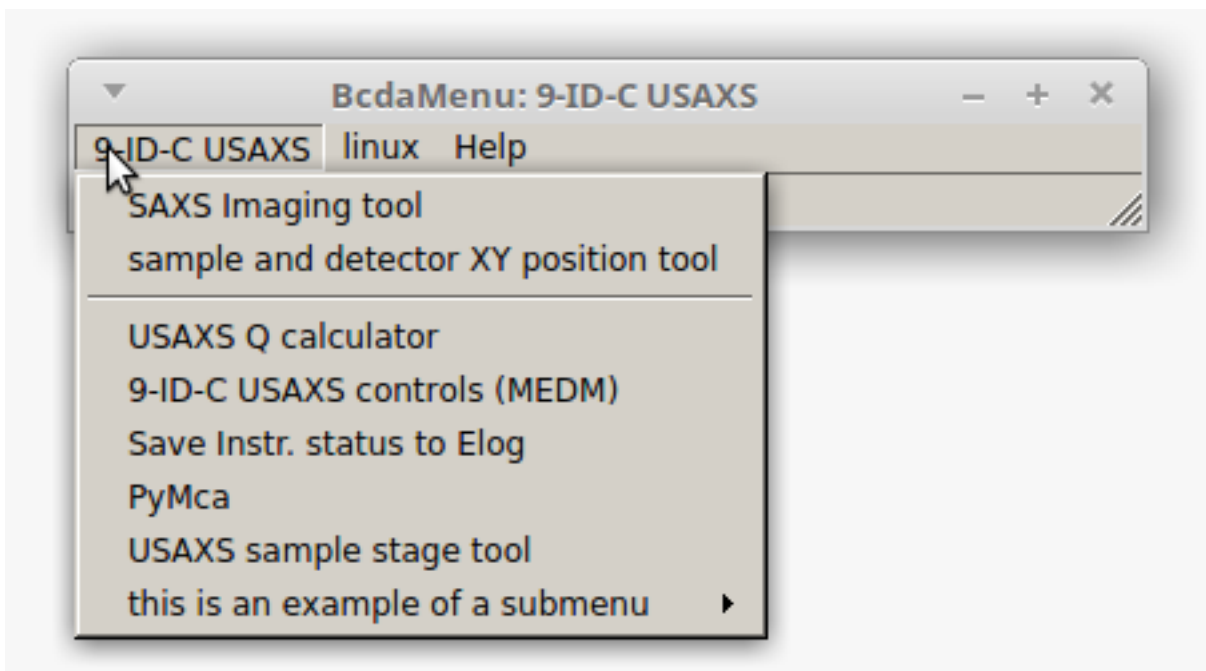 BcdaMenu: 9-ID-C USAXS
9-ID-C USAXS linux Help
SAXS Imaging tool
sample and detector XY position tool
USAXS Q calculator
9-ID-C USAXS controls (MEDM)
Save Instr. status to Elog
PyMca
USAXS sample stage tool
this is an example of a submenu